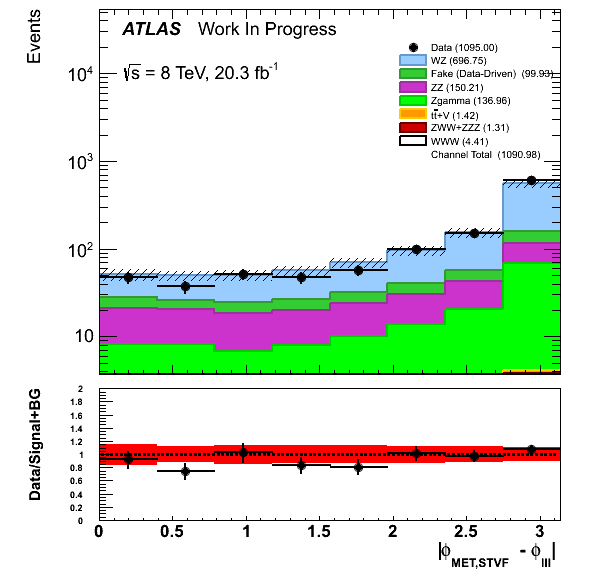 Events
ATLAS Work In Progress
√s = 8 TeV, 20.3 fb⁻¹
Data (1095.00)
WZ (696.75)
Fake (Data-Driven) (99.93)
ZZ (150.21)
Zgamma (136.96)
tt̄+V (1.42)
ZWW+ZZZ (1.31)
WWW (4.41)
Channel Total (1090.98)
10⁴
10³
10²
10
Data/Signal+BG
2
1.8
1.6
1.4
1.2
1
0.8
0.6
0.4
0.2
0
0 0.5 1 1.5 2 2.5 3
|ϕ_MET,STVF - ϕ_lll|